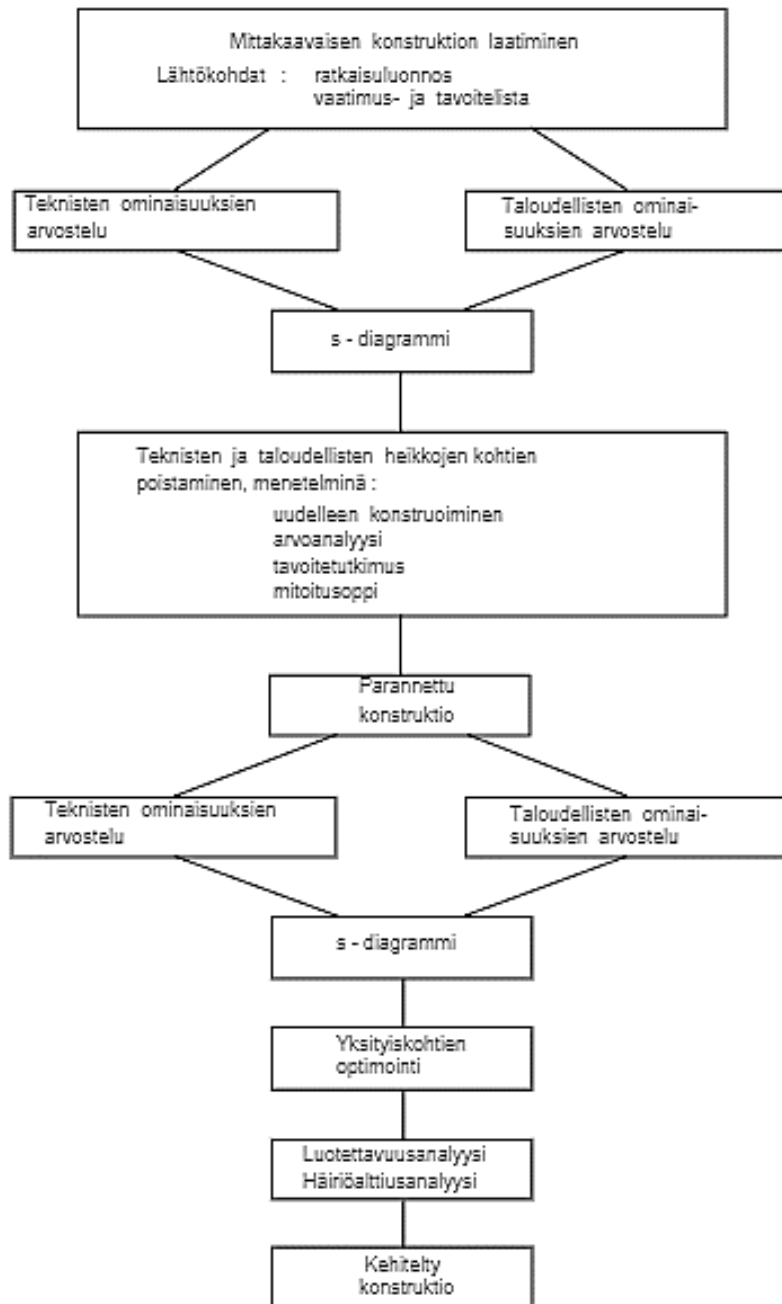 Mittakaavaisen konstruktion laatiminen
Lähtökohdat : ratkaisuluonnos
vaatimus- ja tavoitelista
Teknisten ominaisuuksien
arvostelu
Taloudellisten ominai-
suuksien arvostelu
s - diagrammi
Teknisten ja taloudellisten heikkojen kohtien
poistaminen, menetelminä :
uudelleen konstruoiminen
arvoanalyysi
tavoitetutkimus
mitoitusoppi
Parannettu
konstruktio
Teknisten ominaisuuksien
arvostelu
Taloudellisten ominai-
suuksien arvostelu
s - diagrammi
Yksityiskohtien
optimointi
Luotettavuusanalyysi
Häiriöalttiusanalyysi
Kehitelty
konstruktio